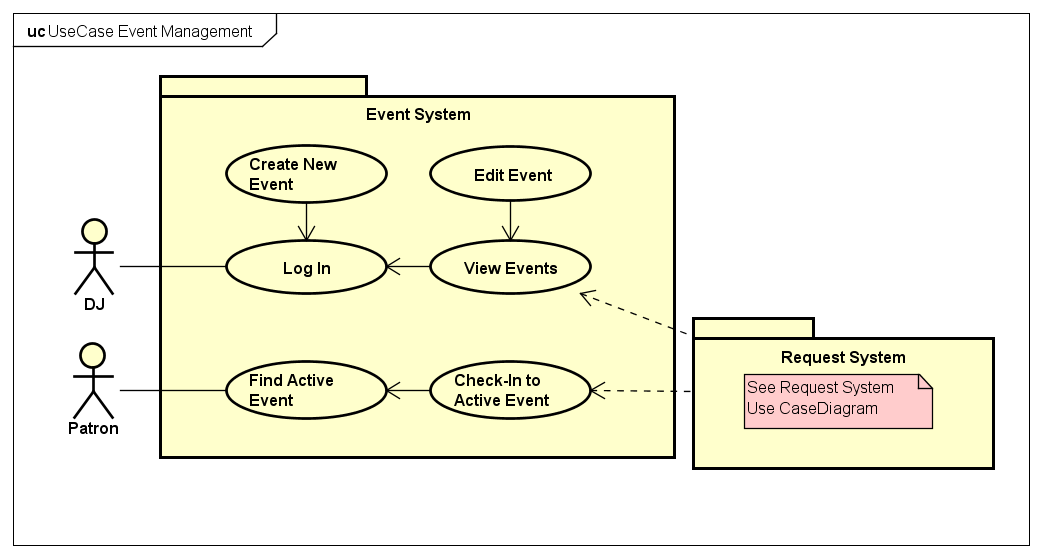 uc UseCase Event Management
Event System
Create New
Event
Edit Event
Log In
View Events
DJ
Request System
See Request System
Use CaseDiagram
Find Active
Event
Check-In to
Active Event
Patron